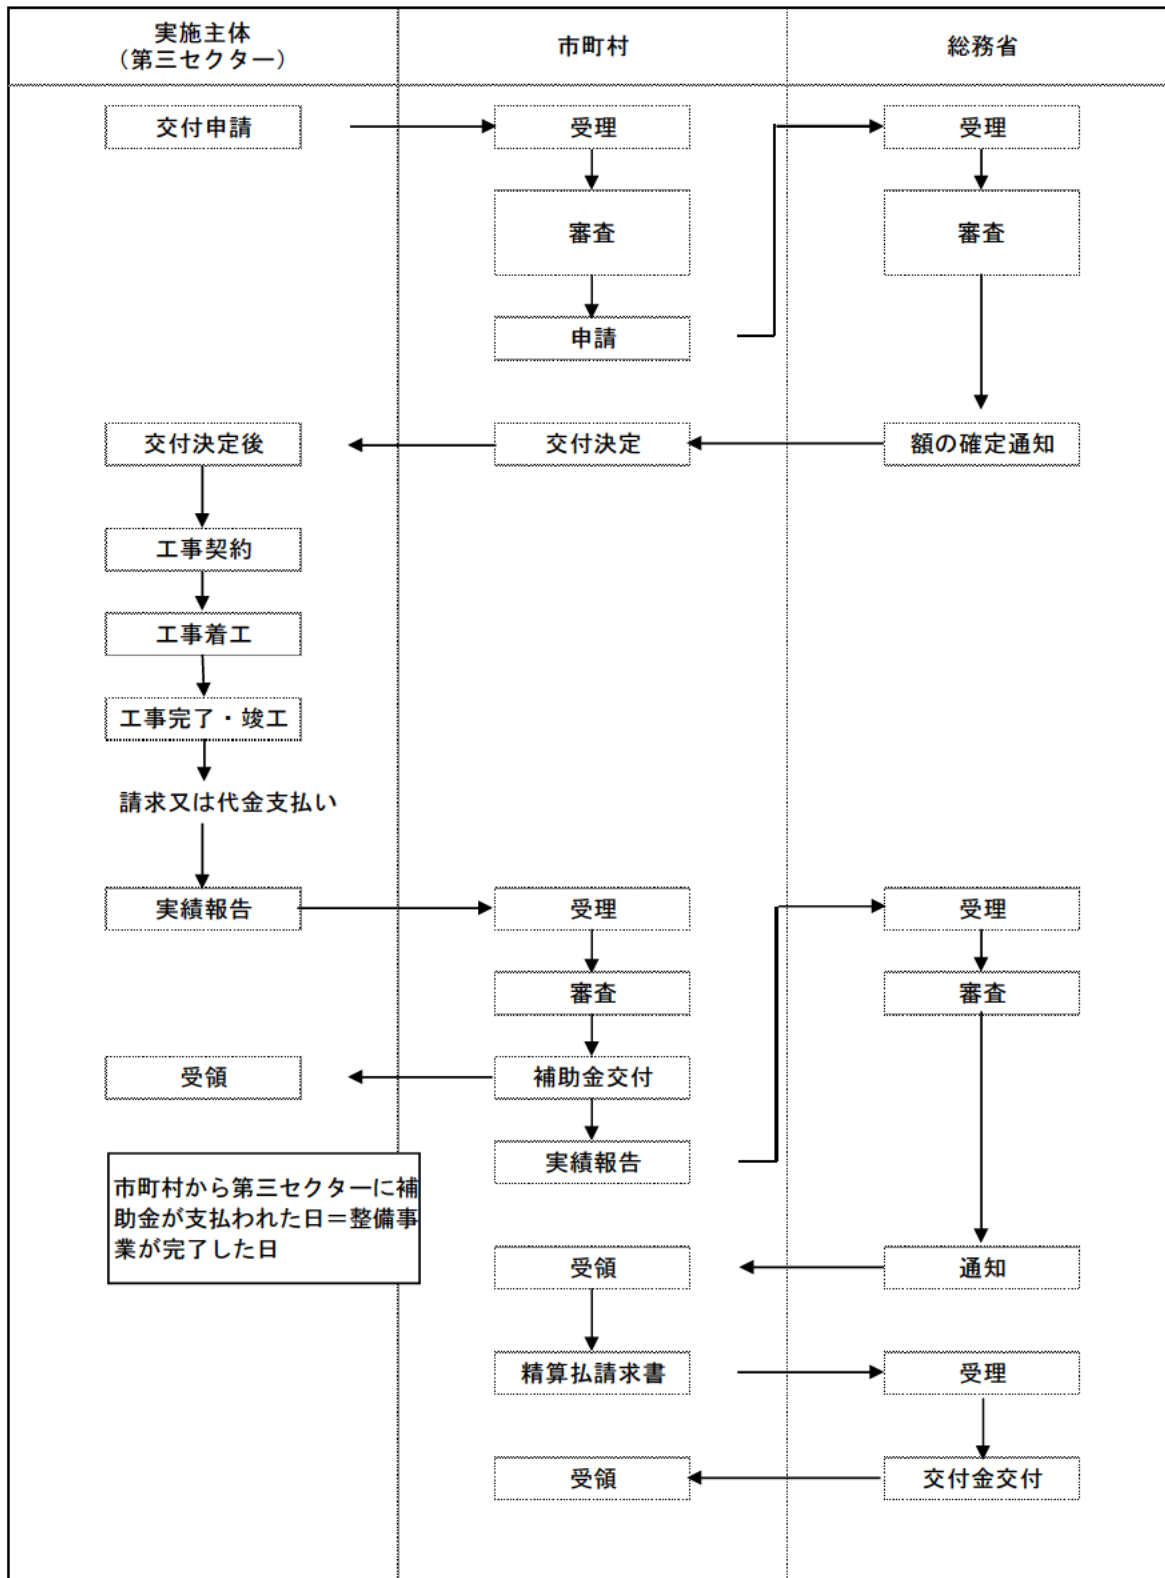 実施主体
（第三セクター）
市町村
総務省
交付申請
受理
受理
審査
審査
申請
交付決定後
交付決定
額の確定通知
工事契約
工事着工
工事完了・竣工
請求又は代金支払い
実績報告
受理
受理
審査
審査
受領
補助金交付
実績報告
市町村から第三セクターに補
助金が支払われた日＝整備事
業が完了した日
受領
通知
精算払請求書
受理
受領
交付金交付